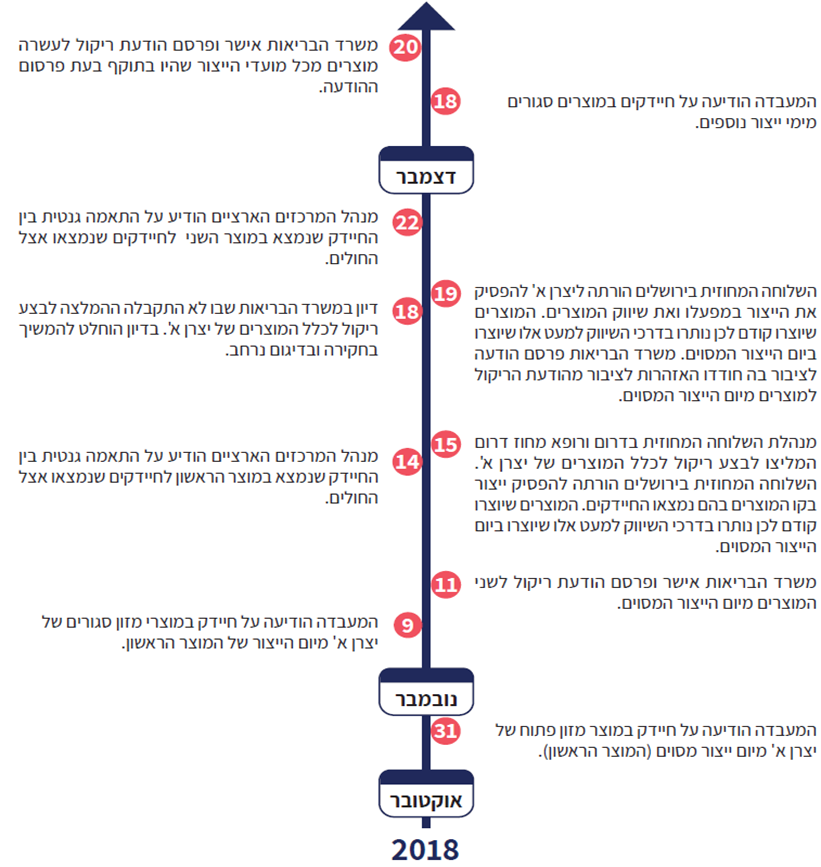 20
משרד הבריאות אישר ופרסם הודעת ריקול לעשרה
מוצרים מכל מועדי הייצור שהיו בתוקף בעת פרסום
ההודעה.
18
המעבדה הודיעה על חיידקים במוצרים סגורים
מימי ייצור נוספים.
דצמבר
22
מנהל המרכזים הארציים הודיע על התאמה גנטית בין
החיידק שנמצא במוצר השני לחיידקים שנמצאו אצל
החולים.
19
השלוחה המחוזית בירושלים הורתה ליצרן א' להפסיק
את הייצור במפעלו ואת שיווק המוצרים. המוצרים
שיוצרו קודם לכן נותרו בדרכי השיווק למעט אלו שיוצרו
ביום הייצור המסוים. משרד הבריאות פרסם הודעה
לציבור בה חודדו האזהרות לציבור מהודעת הריקול
למוצרים מיום הייצור המסוים.
18
דיון במשרד הבריאות שבו לא התקבלה ההמלצה לבצע
ריקול לכלל המוצרים של יצרן א'. בדיון הוחלט להמשיך
בחקירה ובדיגום נרחב.
15
מנהלת השלוחה המחוזית בדרום ורופא מחוז דרום
המליצו לבצע ריקול לכלל המוצרים של יצרן א'.
השלוחה המחוזית בירושלים הורתה להפסיק ייצור
בקו המוצרים בהם נמצאו החיידקים. המוצרים שיוצרו
קודם לכן נותרו בדרכי השיווק למעט אלו שיוצרו ביום
הייצור המסוים.
14
מנהל המרכזים הארציים הודיע על התאמה גנטית בין
החיידק שנמצא במוצר הראשון לחיידקים שנמצאו אצל
החולים.
11
משרד הבריאות אישר ופרסם הודעת ריקול לשני
המוצרים מיום הייצור המסוים.
9
המעבדה הודיעה על חיידק במוצרי מזון סגורים של
יצרן א' מיום הייצור של המוצר הראשון.
נובמבר
31
המעבדה הודיעה על חיידק במוצר מזון פתוח של
יצרן א' מיום ייצור מסוים (המוצר הראשון).
אוקטובר
2018